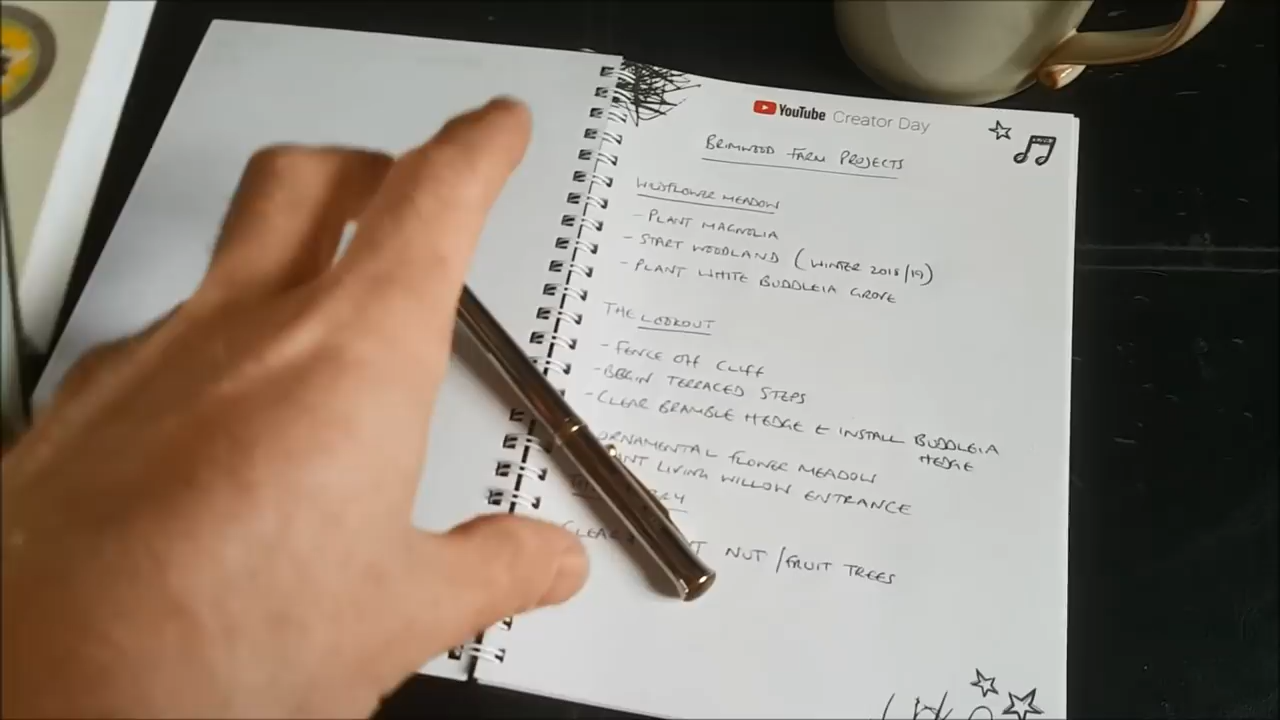 YouTube Creator Day
BRIMWOOD FARM PROJECTS
WILDFLOWER MEADOW
- PLANT MAGNOLIA
- START WOODLAND (WINTER 2018/19)
- PLANT WHITE BUDDLEIA GROVE
THE LOOKOUT
- FENCE OFF CLIFF
- BEGIN TERRACED STEPS
- CLEAR BRAMBLE HEDGE & INSTALL BUDDLEIA
HEDGE
ORNAMENTAL FLOWER MEADOW
LIVING WILLOW ENTRANCE
CLEAR NUT/FRUIT TREES